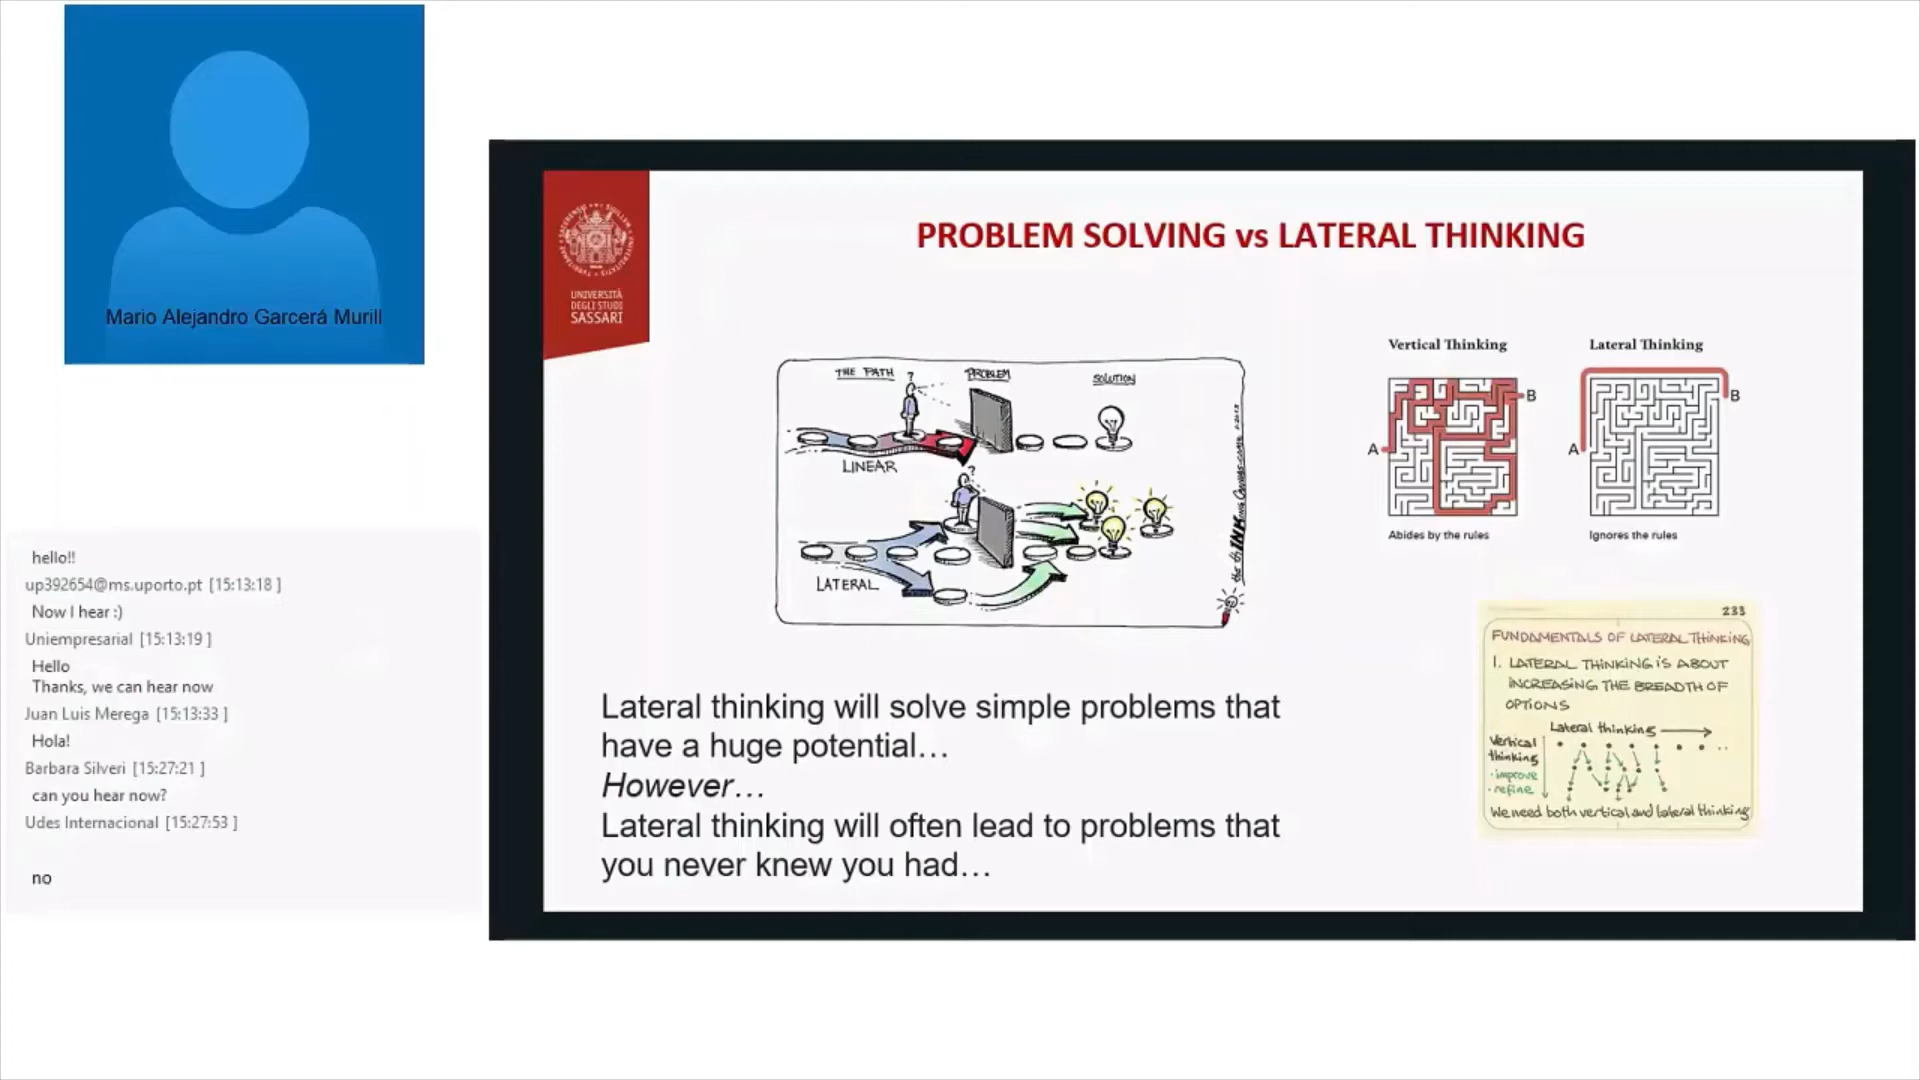 Mario Alejandro Garcerá Murill
hello!!
up392654@ms.uporto.pt [15:13:18 ]
Now I hear :)
Uniempresarial [15:13:19 ]
Hello
Thanks, we can hear now
Juan Luis Merega [15:13:33 ]
Hola!
Barbara Silveri [15:27:21 ]
can you hear now?
Udes Internacional [15:27:53 ]
no
UNIVERSITÀ
DEGLI STUDI
SASSARI
PROBLEM SOLVING vs LATERAL THINKING
THE PATH
PROBLEM
SOLUTION
?
LINEAR
?
LATERAL
Vertical Thinking
A
B
Abides by the rules
Lateral Thinking
A
B
Ignores the rules
Lateral thinking will solve simple problems that
have a huge potential…
However…
Lateral thinking will often lead to problems that
you never knew you had…
233
FUNDAMENTALS OF LATERAL THINKING
1. LATERAL THINKING IS ABOUT
INCREASING THE BREADTH OF
OPTIONS
Lateral thinking
Vertical
thinking
· improve
· refine
We need both vertical and lateral thinking